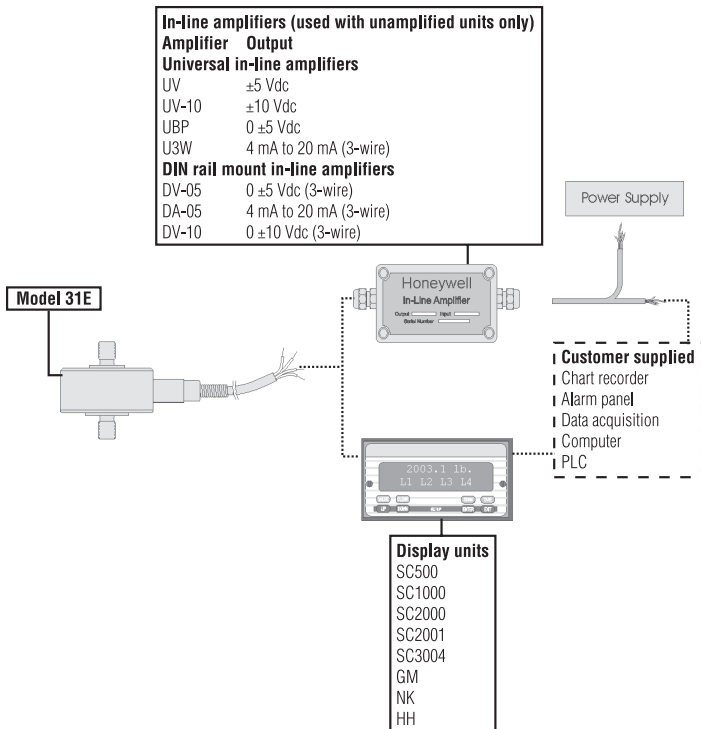 In-line amplifiers (used with unamplified units only)
Amplifier Output
Universal in-line amplifiers
UV ±5 Vdc
UV-10 ±10 Vdc
UBP 0 ±5 Vdc
U3W 4 mA to 20 mA (3-wire)
DIN rail mount in-line amplifiers
DV-05 0 ±5 Vdc (3-wire)
DA-05 4 mA to 20 mA (3-wire)
DV-10 0 ±10 Vdc (3-wire)
Power Supply
Honeywell
In-Line Amplifier
Output Input
Serial Number
Model 31E
Customer supplied
Chart recorder
Alarm panel
Data acquisition
Computer
PLC
2003.1 lb.
L1 L2 L3 L4
UP DOWN SETUP ENTER EXIT
Display units
SC500
SC1000
SC2000
SC2001
SC3004
GM
NK
HH